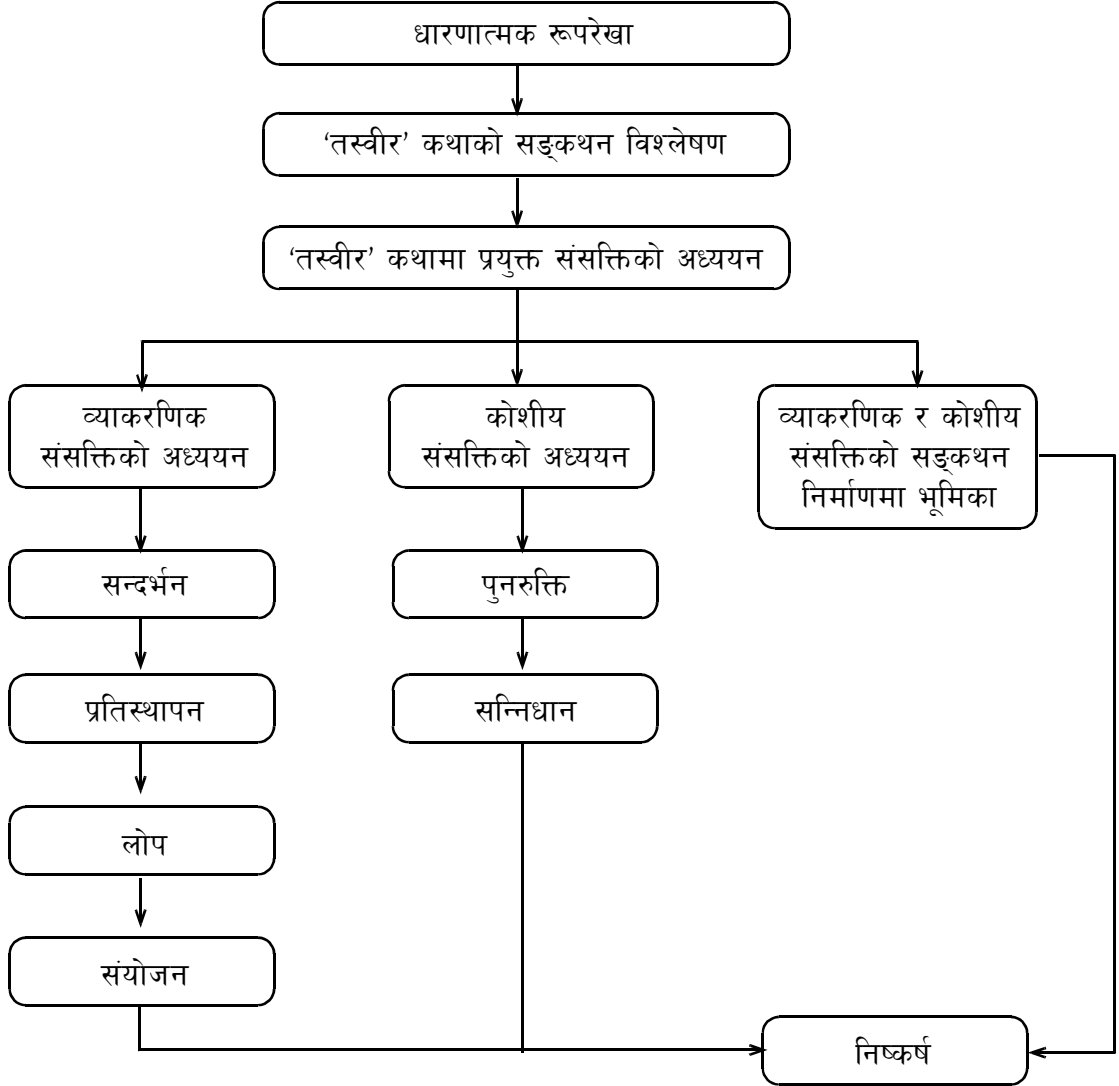 धारणात्मक रूपरेखा
‘तस्वीर’ कथाको सङ्कथन विश्लेषण
‘तस्वीर’ कथामा प्रयुक्त संसक्तिको अध्ययन
व्याकरणिक
संसक्तिको अध्ययन
कोशीय
संसक्तिको अध्ययन
व्याकरणिक र कोशीय
संसक्तिको सङ्कथन
निर्माणमा भूमिका
सन्दर्भन
पुनरुक्ति
प्रतिस्थापन
सन्निधान
लोप
संयोजन
निष्कर्ष